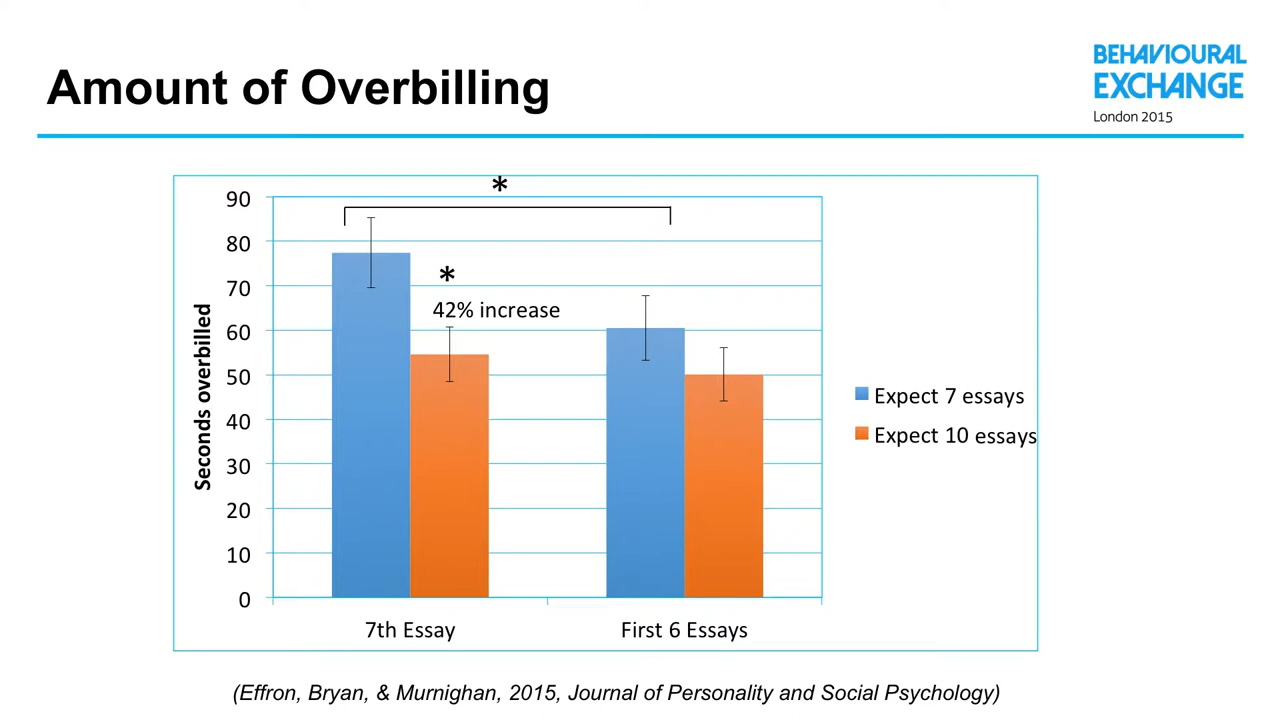 Amount of Overbilling
BEHAVIOURAL
EXCHANGE
London 2015
*
90
80
70
60
50
40
30
20
10
0
Seconds overbilled
*
42% increase
7th Essay
First 6 Essays
Expect 7 essays
Expect 10 essays
(Effron, Bryan, & Murnighan, 2015, Journal of Personality and Social Psychology)